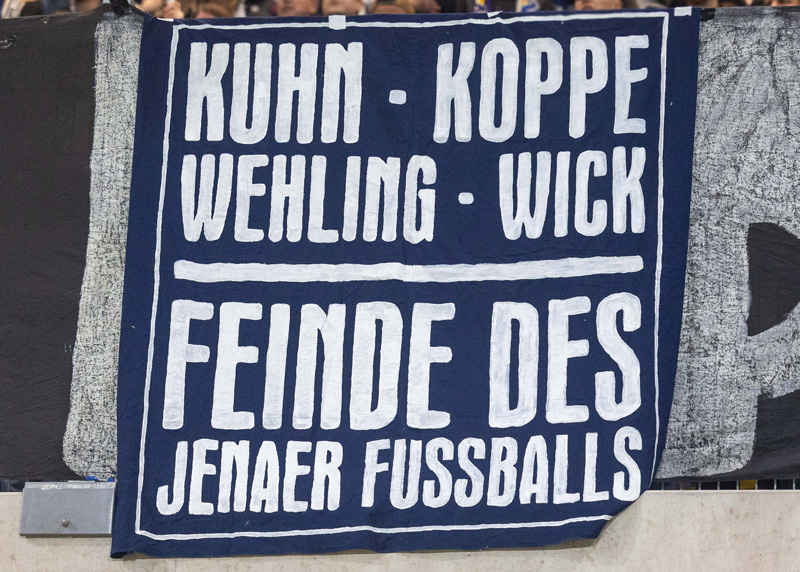 KUHN · KOPPE
WEHLING · WICK
FEINDE DES
JENAER FUSSBALLS